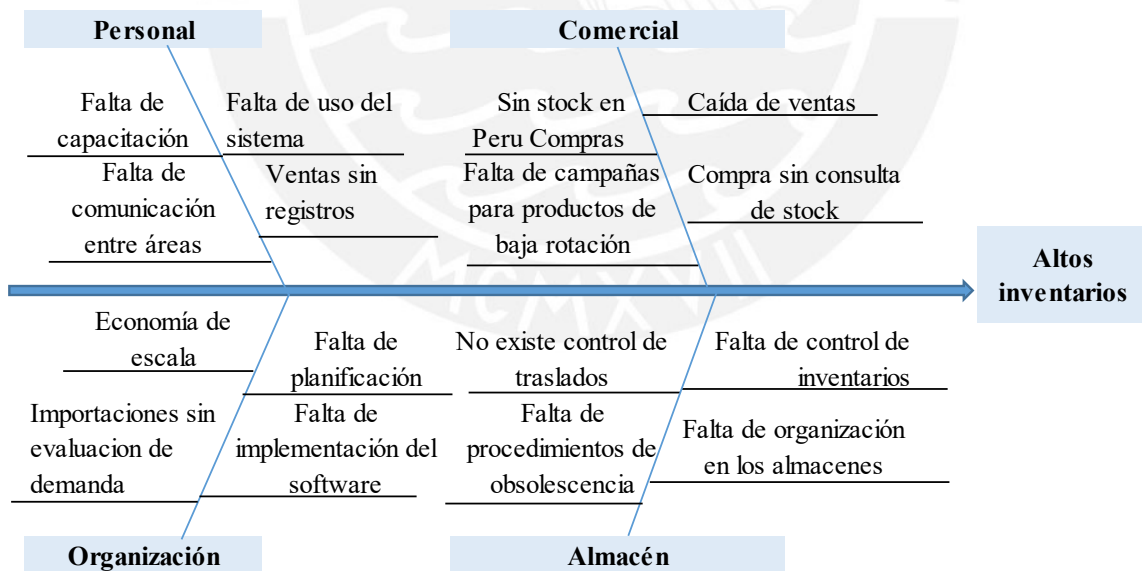 Personal
Comercial
Falta de
capacitación
Falta de uso del
sistema
Falta de
comunicación
entre áreas
Ventas sin
registros
Sin stock en
Peru Compras
Caída de ventas
Falta de campañas
para productos de
baja rotación
Compra sin consulta
de stock
MCMXVII
Altos
inventarios
Economía de
escala
Falta de
planificación
Importaciones sin
evaluacion de
demanda
Falta de
implementación del
software
No existe control de
traslados
Falta de control de
inventarios
Falta de
procedimientos de
obsolescencia
Falta de organización
en los almacenes
Organización
Almacén